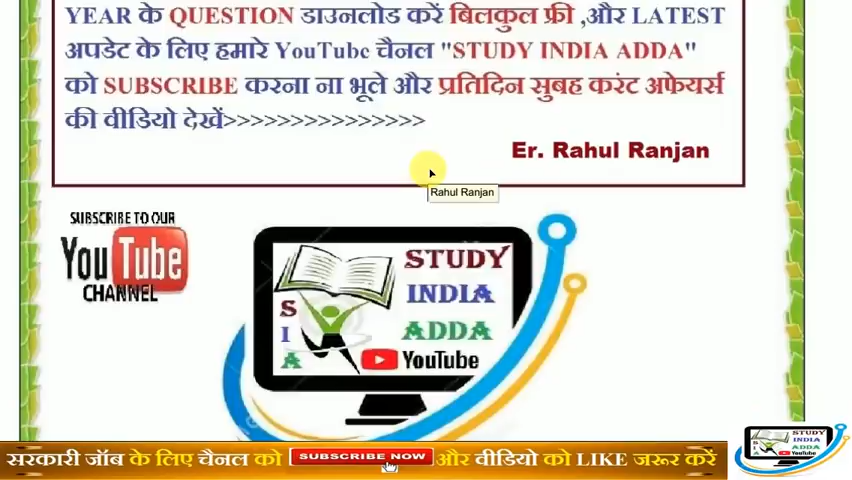 YEAR के QUESTION डाउनलोड करें बिलकुल फ्री ,और LATEST
अपडेट के लिए हमारे YouTube चैनल "STUDY INDIA ADDA"
को SUBSCRIBE करना ना भूले और प्रतिदिन सुबह करंट अफेयर्स
की वीडियो देखें>>>>>>>>>>>>>>>
Er. Rahul Ranjan
Rahul Ranjan
SUBSCRIBE TO OUR
YouTube
CHANNEL
STUDY
INDIA
ADDA
SIA
YouTube
सरकारी जॉब के लिए चैनल को SUBSCRIBE NOW और वीडियो को LIKE जरूर करें
STUDY
INDIA
ADDA
SIA
YouTube